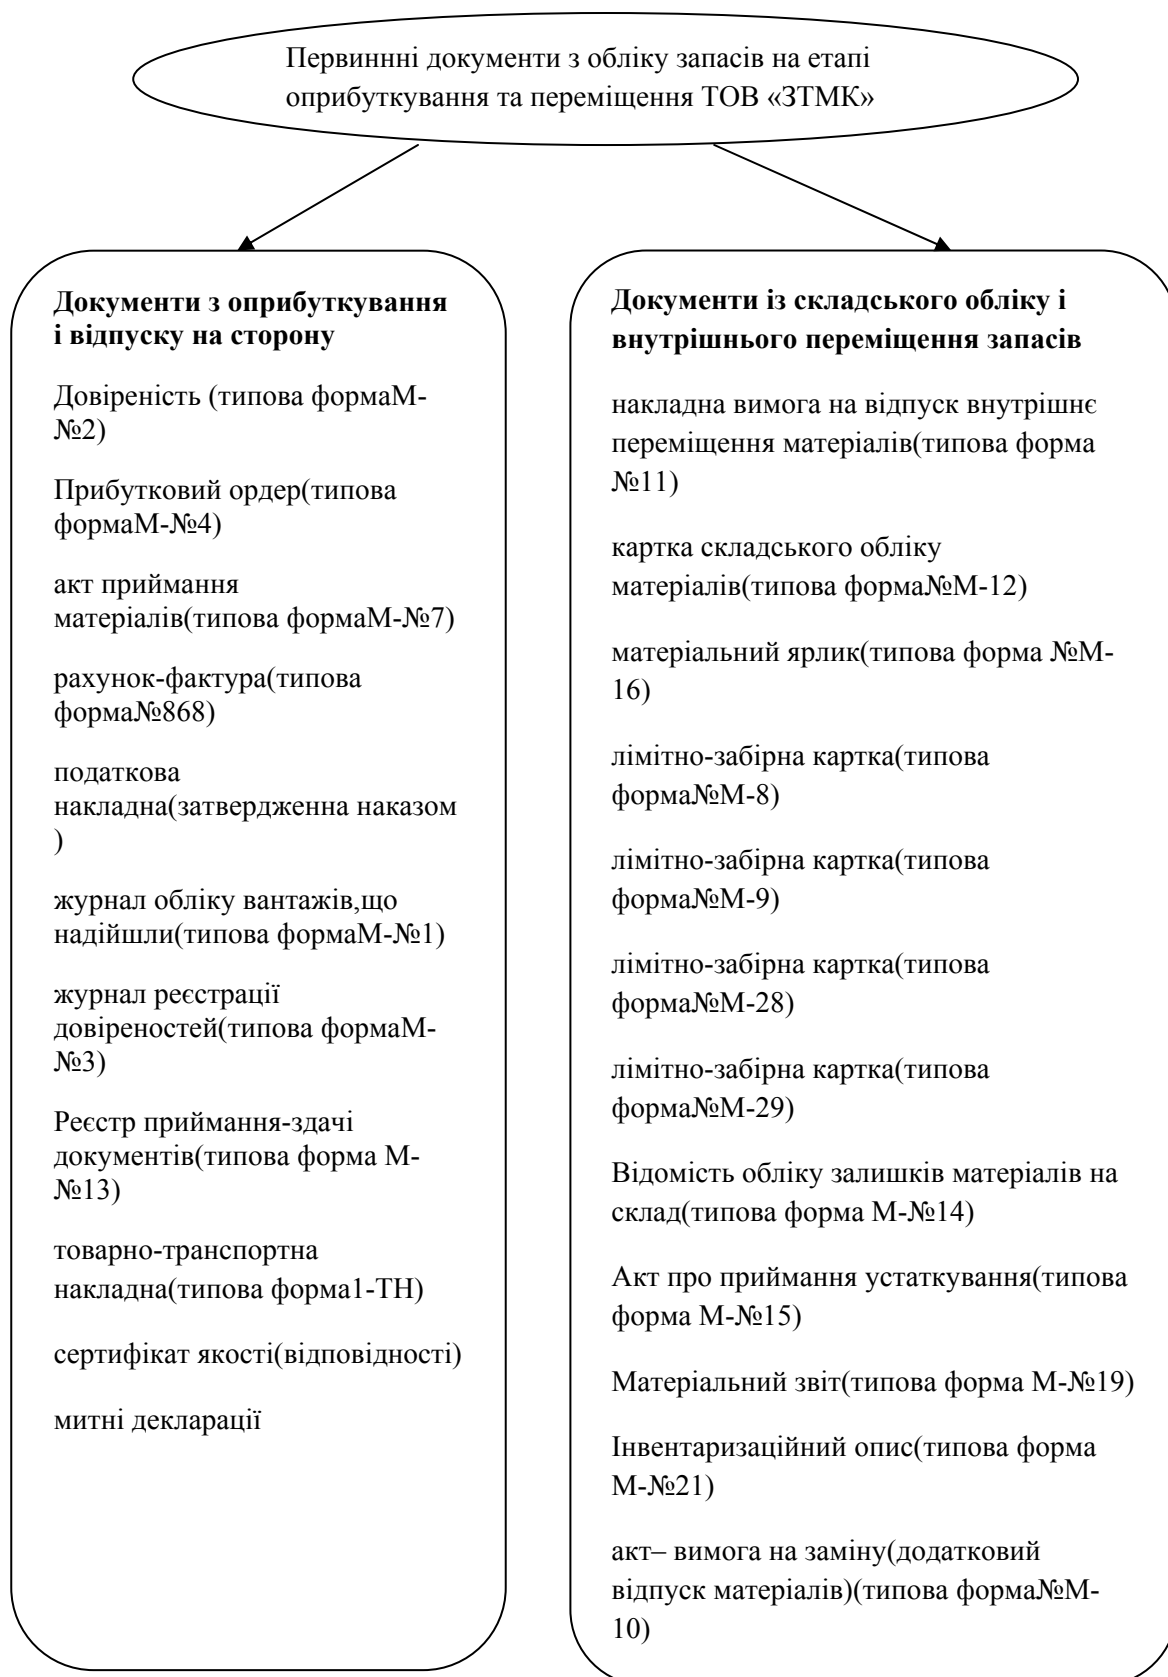 Первиннні документи з обліку запасів на етапі
оприбуткування та переміщення ТОВ «ЗТМК»
Документи з оприбуткування
і відпуску на сторону
Довіреність (типова формаМ-
№2)
Прибутковий ордер(типова
формаМ-№4)
акт приймання
матеріалів(типова формаМ-№7)
рахунок-фактура(типова
форма№868)
податкова
накладна(затвердженна наказом
)
журнал обліку вантажів,що
надійшли(типова формаМ-№1)
журнал реєстрації
довіреностей(типова формаМ-
№3)
Реєстр приймання-здачі
документів(типова форма М-
№13)
товарно-транспортна
накладна(типова форма1-ТН)
сертифікат якості(відповідності)
митні декларації
Документи із складського обліку і
внутрішнього переміщення запасів
накладна вимога на відпуск внутрішнє
переміщення матеріалів(типова форма
№11)
картка складського обліку
матеріалів(типова форма№М-12)
матеріальний ярлик(типова форма №М-
16)
лімітно-забірна картка(типова
форма№М-8)
лімітно-забірна картка(типова
форма№М-9)
лімітно-забірна картка(типова
форма№М-28)
лімітно-забірна картка(типова
форма№М-29)
Відомість обліку залишків матеріалів на
склад(типова форма М-№14)
Акт про приймання устаткування(типова
форма М-№15)
Матеріальний звіт(типова форма М-№19)
Інвентаризаційний опис(типова форма
М-№21)
акт– вимога на заміну(додатковий
відпуск матеріалів)(типова форма№М-
10)